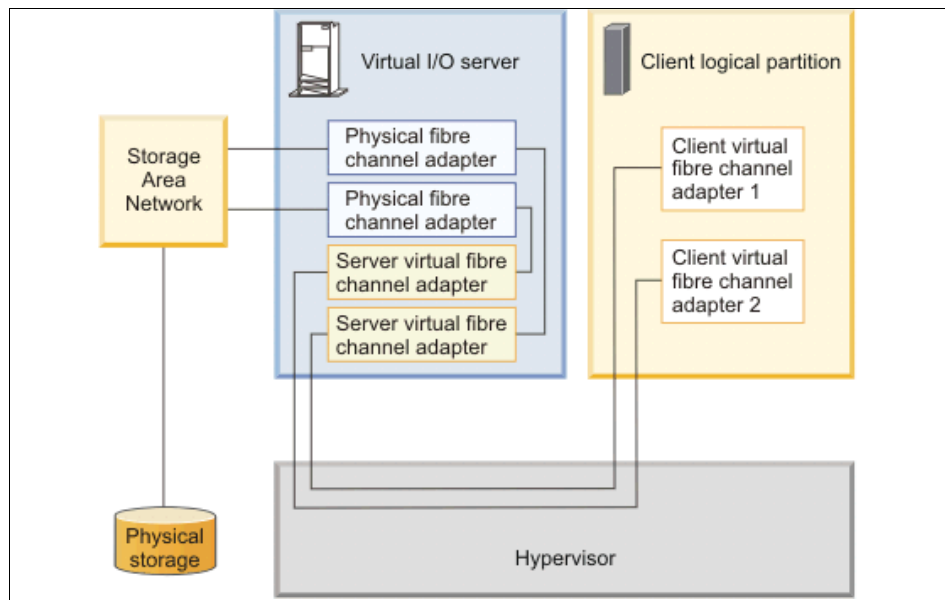 Virtual I/O server
Client logical partition
Storage
Area
Network
Physical fibre
channel adapter
Physical fibre
channel adapter
Server virtual fibre
channel adapter
Server virtual fibre
channel adapter
Client virtual
fibre channel
adapter 1
Client virtual
fibre channel
adapter 2
Physical
storage
Hypervisor